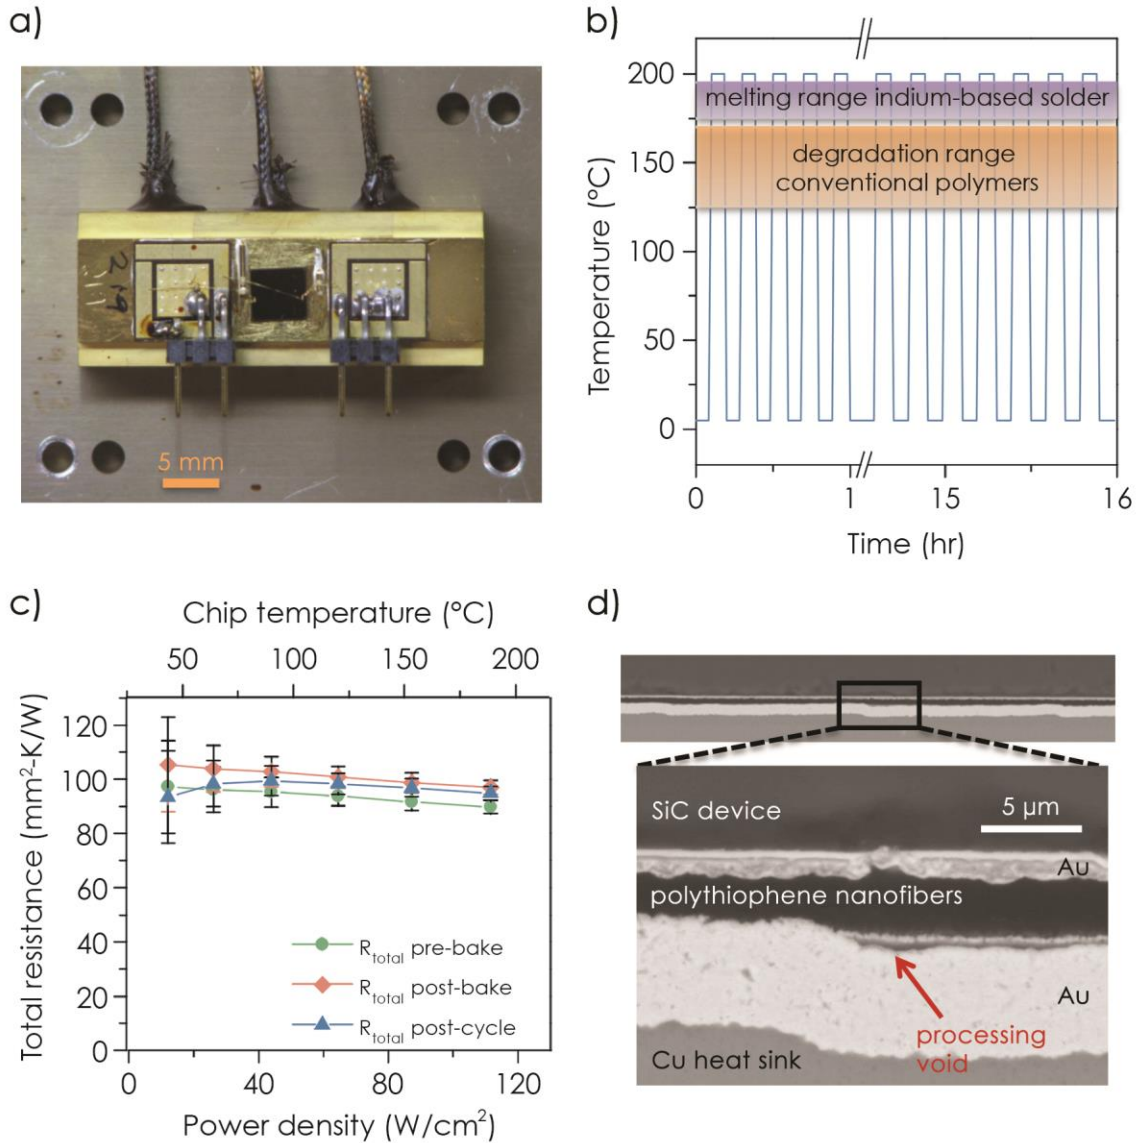 a)
5 mm
b)
200
150
100
50
0
Temperature (°C)
melting range indium-based solder
degradation range
conventional polymers
0 1 15 16
Time (hr)
c)
Chip temperature (°C)
50 100 150 200
Total resistance (mm²-K/W)
120
100
80
60
40
20
0
R_total pre-bake
R_total post-bake
R_total post-cycle
0 40 80 120
Power density (W/cm²)
d)
SiC device
5 µm
Au
polythiophene nanofibers
Au
processing
void
Cu heat sink